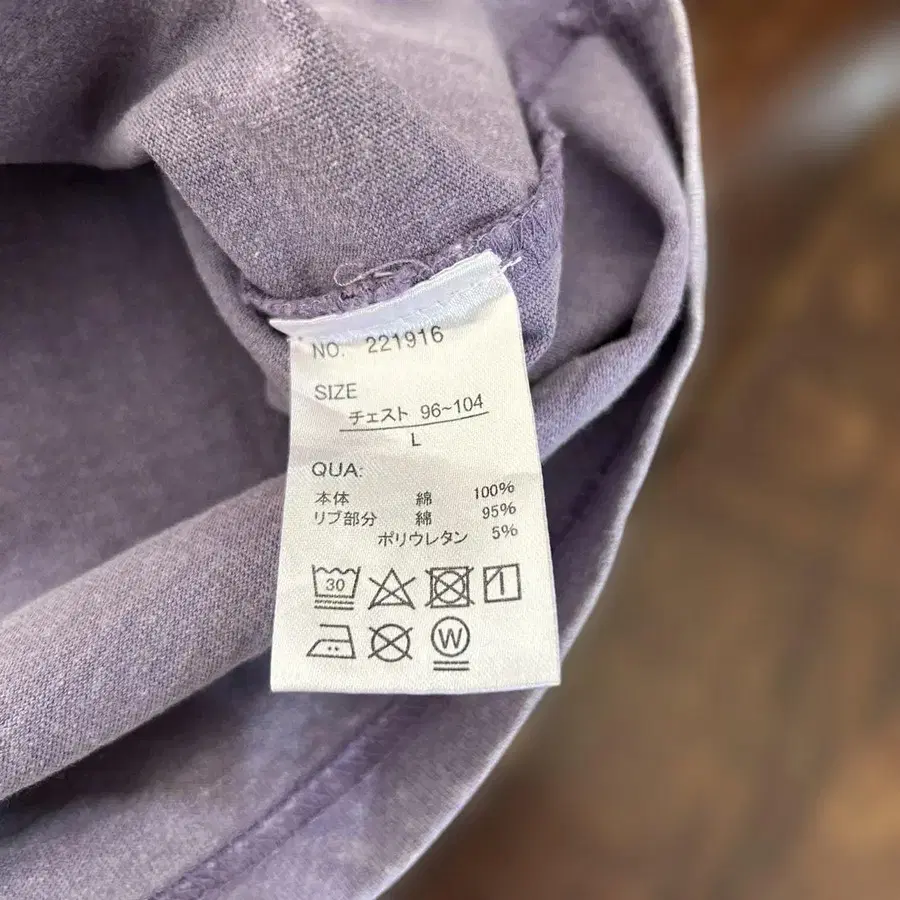 NO. 221916
SIZE
チェスト 96~104
L
QUA:
本体 綿 100%
リブ部分 綿 95%
ポリウレタン 5%
30
W